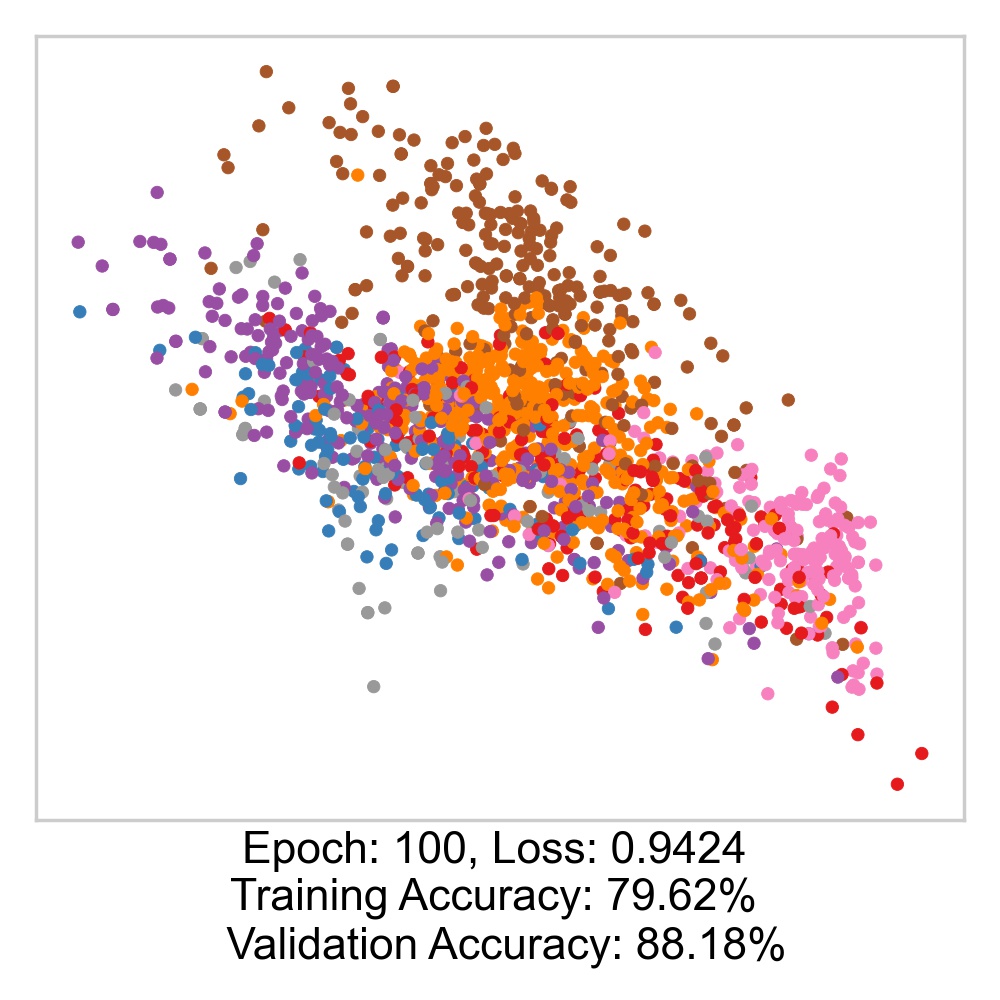 Epoch: 100, Loss: 0.9424
Training Accuracy: 79.62%
Validation Accuracy: 88.18%